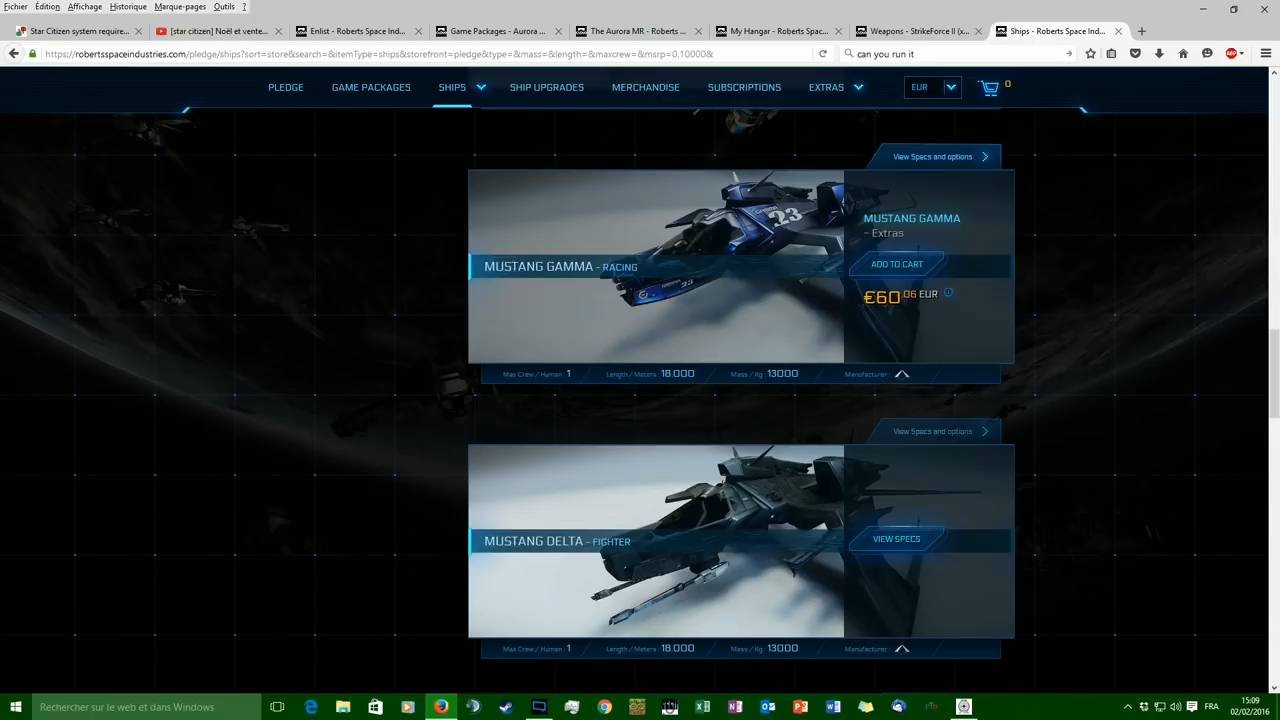 Fichier Édition Affichage Historique Marque-pages Outils ?
Star Citizen system require...
[star citizen] Noël et vente...
Enlist - Roberts Space Ind...
Game Packages - Aurora ...
The Aurora MR - Roberts ...
My Hangar - Roberts Spac...
Weapons - StrikeForce II (x...
Ships - Roberts Space Ind...
https://robertsspaceindustries.com/pledge/ships?sort=store&search=&itemType=ships&storefront=pledge&type=&mass=&length=&maxcrew=&msrp=0,10000&
can you run it
ABP
PLEDGE GAME PACKAGES SHIPS SHIP UPGRADES MERCHANDISE SUBSCRIPTIONS EXTRAS EUR 0
View Specs and options
23
MUSTANG GAMMA
- Extras
MUSTANG GAMMA - RACING
ADD TO CART
23
€60.06 EUR
Max Crew / Human : 1 Length / Meters : 18.000 Mass / Kg : 13000 Manufacturer :
View Specs and options
MUSTANG DELTA - FIGHTER
VIEW SPECS
Max Crew / Human : 1 Length / Meters : 18.000 Mass / Kg : 13000 Manufacturer :
Rechercher sur le web et dans Windows
FRA
15:09
02/02/2016